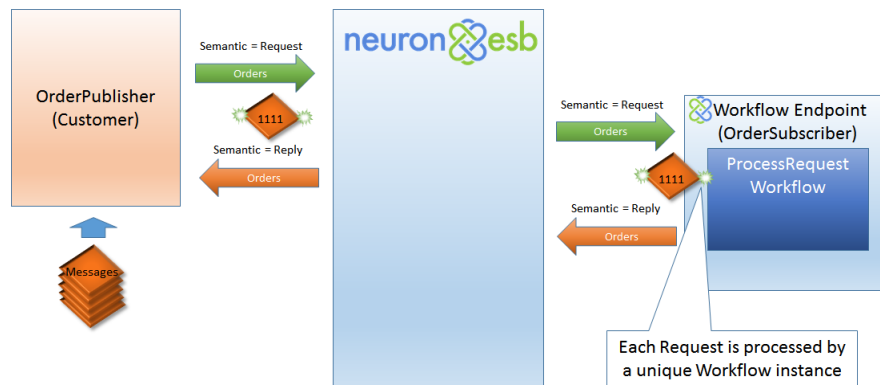 neuron esb
Semantic = Request
Orders
OrderPublisher
(Customer)
1111
Semantic = Reply
Orders
Messages
Semantic = Request
Orders
Workflow Endpoint
(OrderSubscriber)
ProcessRequest
Workflow
1111
Semantic = Reply
Orders
Each Request is processed by
a unique Workflow instance